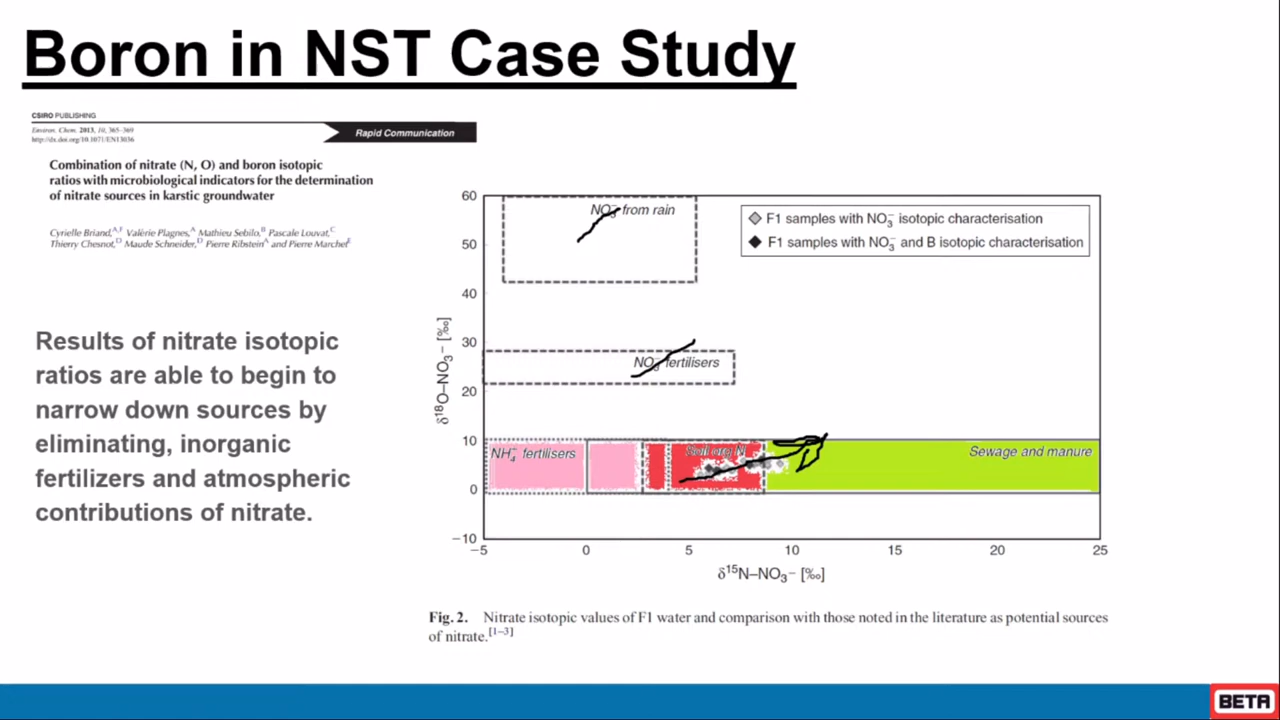 Boron in NST Case Study
CSIRO PUBLISHING
Environ. Chem. 2013, 10, 365–369
http://dx.doi.org/10.1071/EN13036
Rapid Communication
Combination of nitrate (N, O) and boron isotopic
ratios with microbiological indicators for the determination
of nitrate sources in karstic groundwater
Cyrielle Briand,A,F Valérie Plagnes,A Mathieu Sebilo,B Pascale Louvat,C
Thierry Chesnot,D Maude Schneider,D Pierre Ribstein A and Pierre Marchet E
Results of nitrate isotopic
ratios are able to begin to
narrow down sources by
eliminating, inorganic
fertilizers and atmospheric
contributions of nitrate.
60
50
40
30
20
10
0
−10
δ18O–NO3− [‰]
NO3− from rain
F1 samples with NO3− isotopic characterisation
F1 samples with NO3− and B isotopic characterisation
NO3− fertilisers
NH4− fertilisers
Soil org N
Sewage and manure
−5
0
5
10
15
20
25
δ15N–NO3− [‰]
Fig. 2. Nitrate isotopic values of F1 water and comparison with those noted in the literature as potential sources
of nitrate.[1–3]
BETA